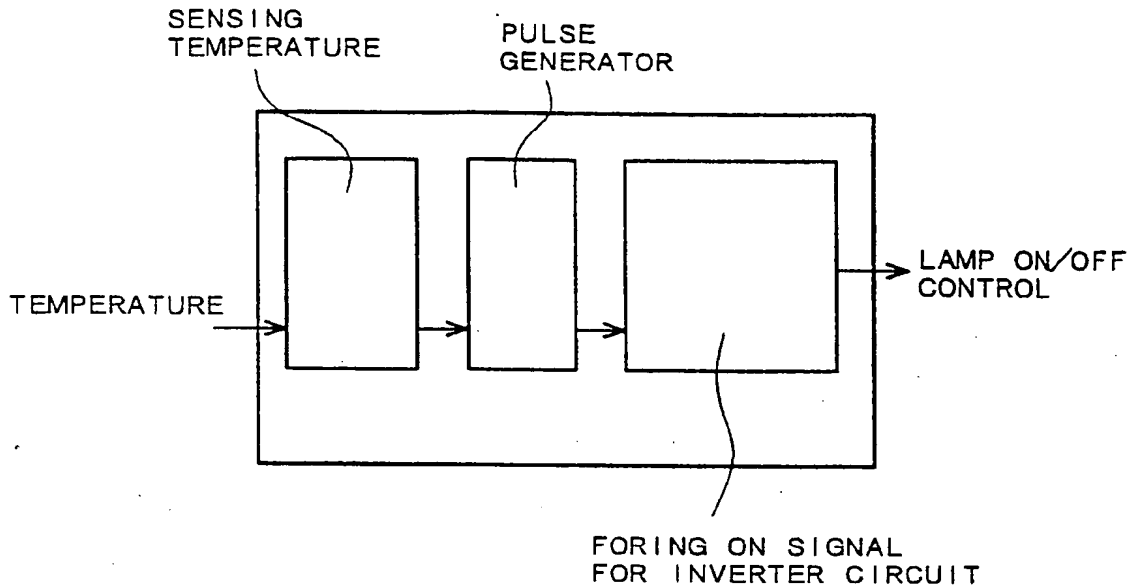 SENSING
TEMPERATURE
PULSE
GENERATOR
TEMPERATURE
LAMP ON/OFF
CONTROL
FORING ON SIGNAL
FOR INVERTER CIRCUIT